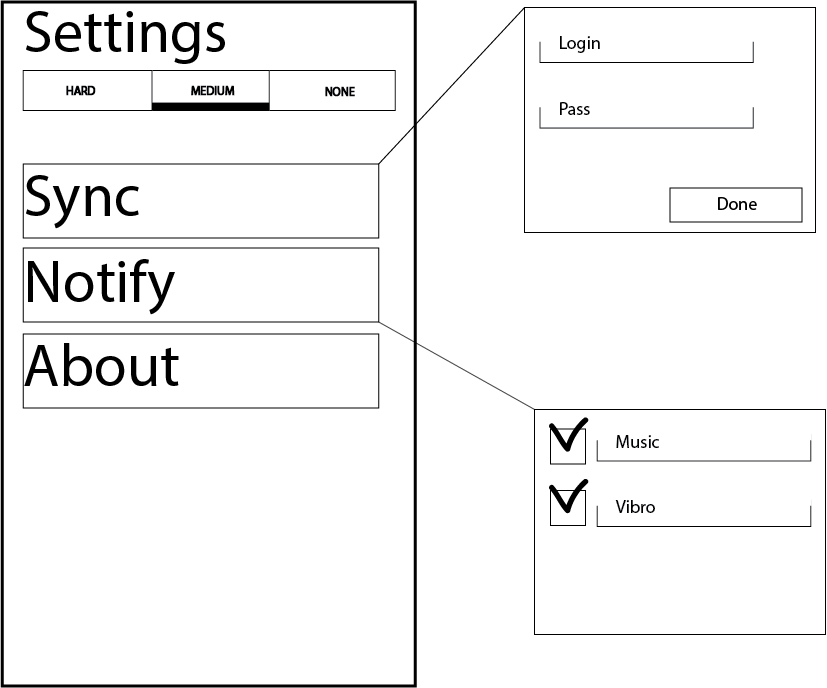 Settings
HARD MEDIUM NONE
Sync
Notify
About
Login
Pass
Done
Music
Vibro